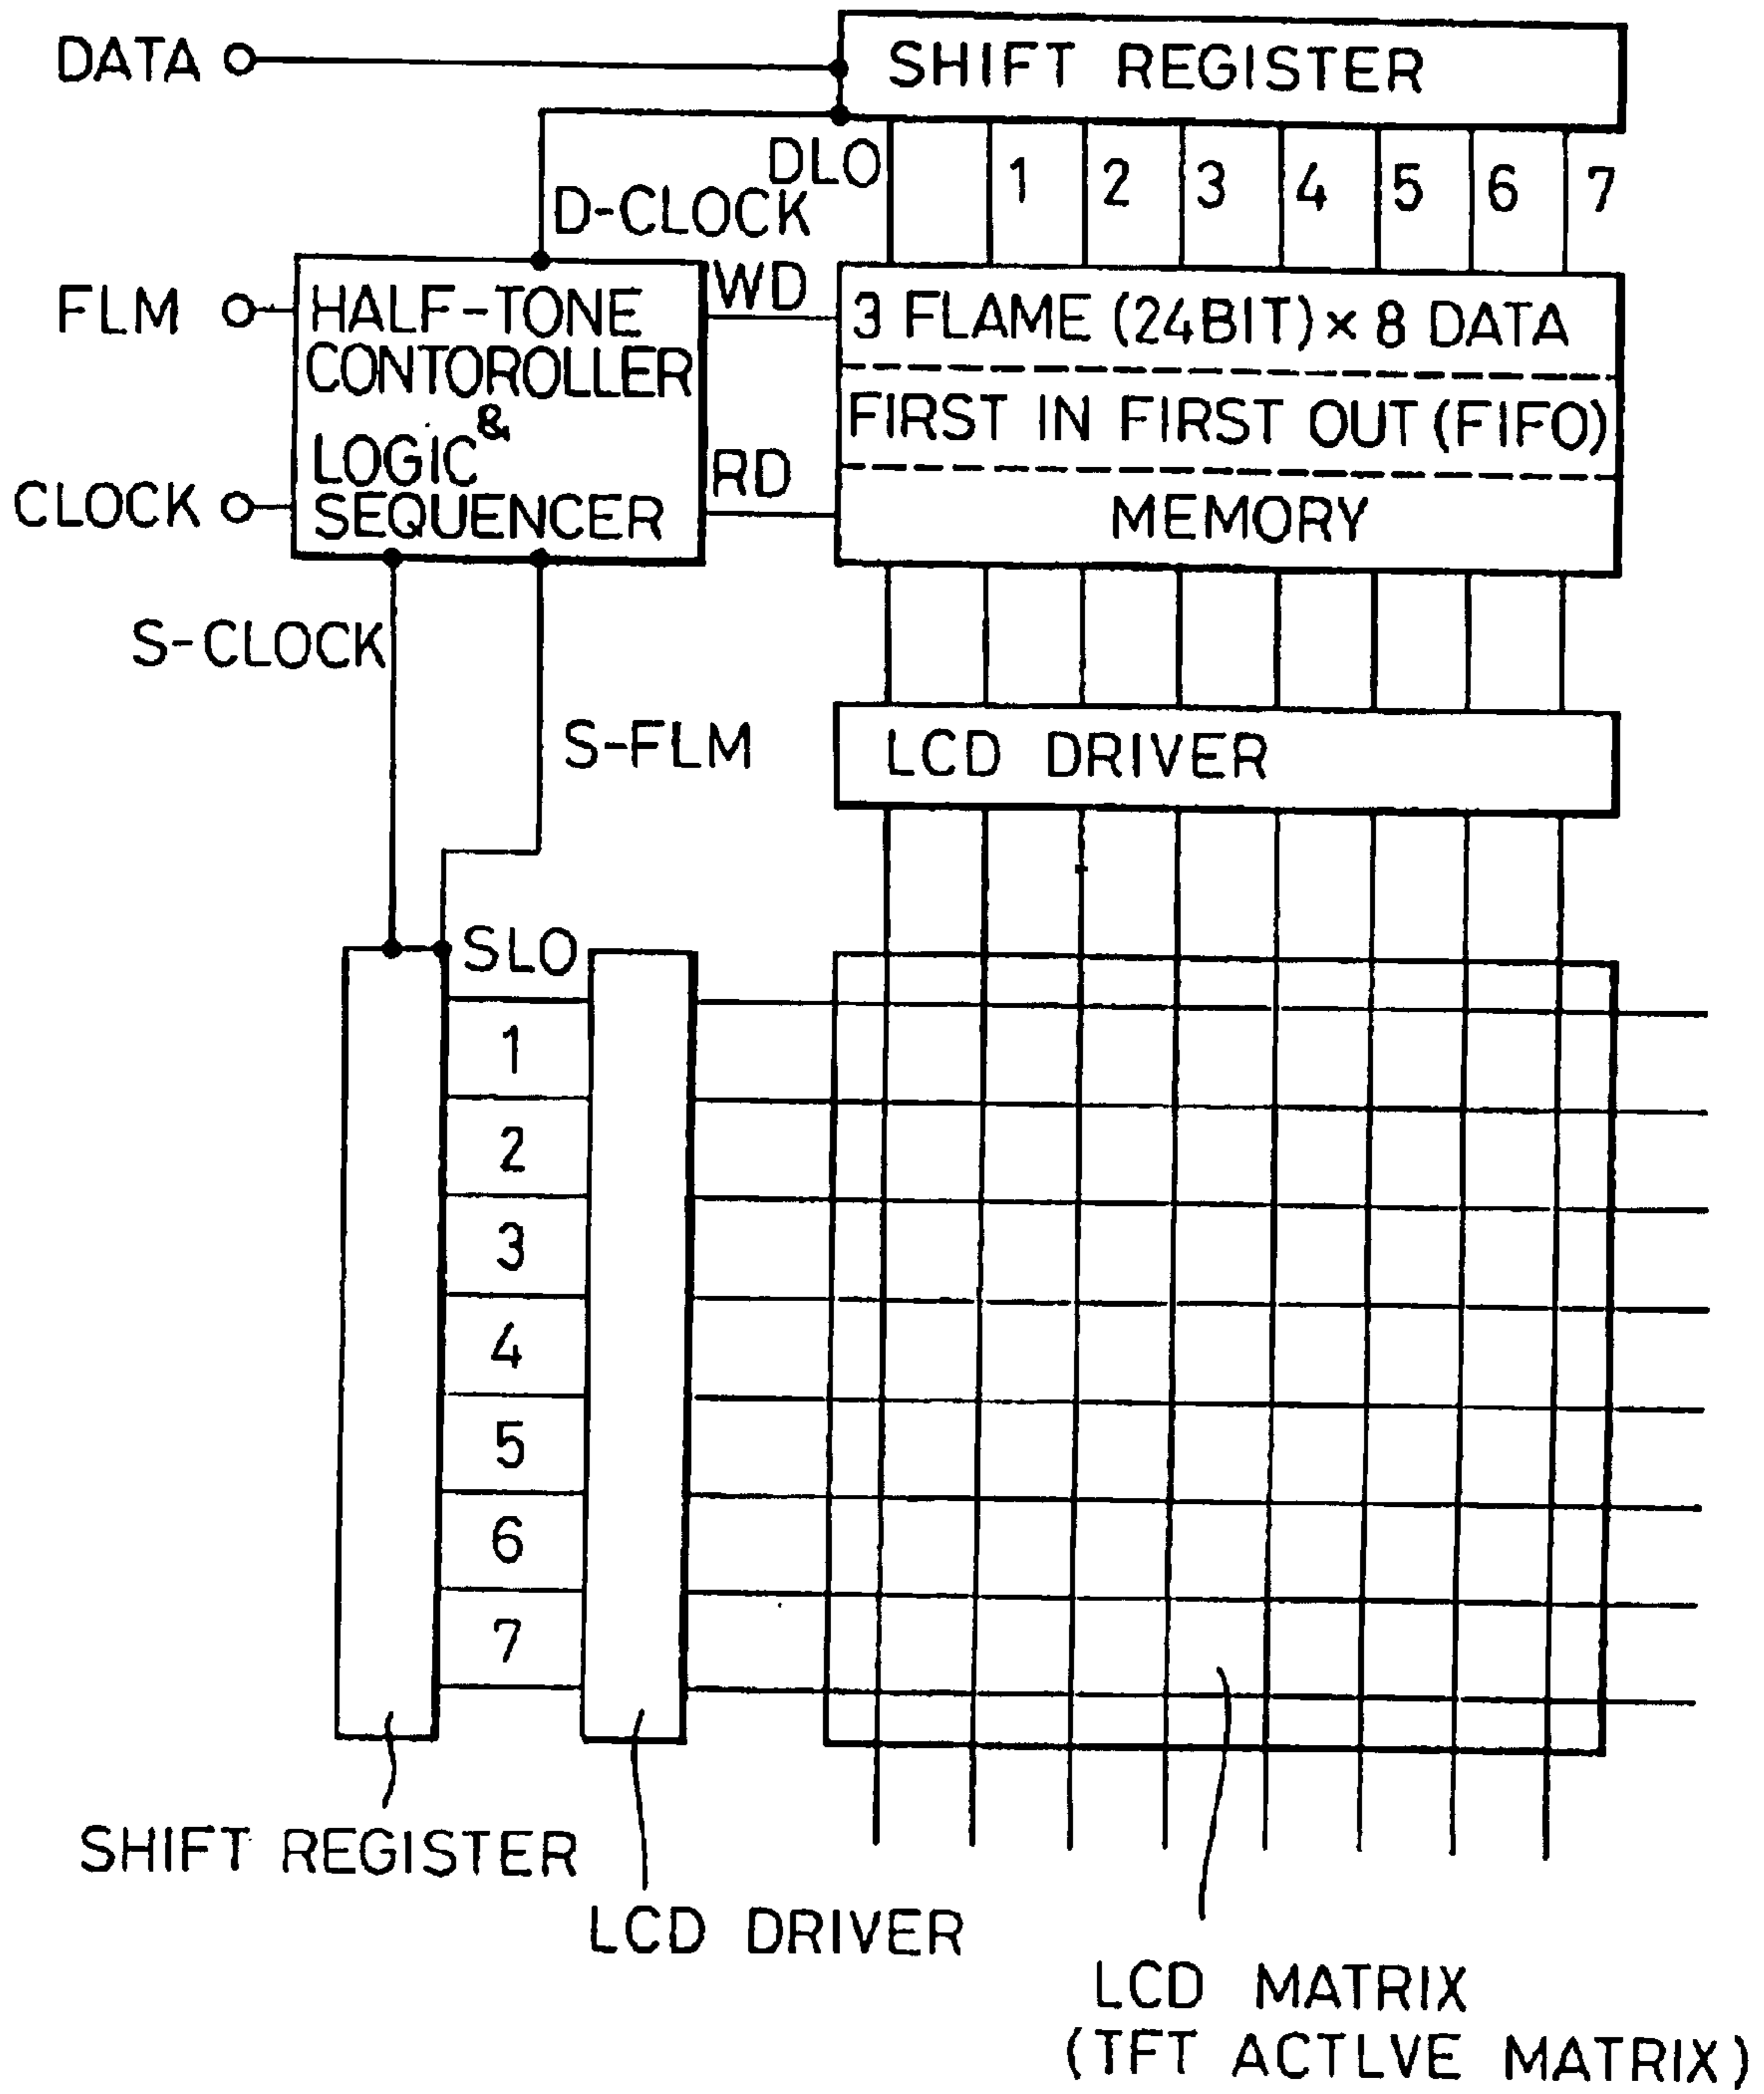 DATA
SHIFT REGISTER
DLO
1 2 3 4 5 6 7
D-CLOCK
FLM
HALF-TONE
CONTOROLLER
&
LOGIC
SEQUENCER
CLOCK
WD
RD
3 FLAME (24BIT) × 8 DATA
FIRST IN FIRST OUT (FIFO)
MEMORY
S-CLOCK
S-FLM
LCD DRIVER
SLO
1
2
3
4
5
6
7
SHIFT REGISTER
LCD DRIVER
LCD MATRIX
(TFT ACTLVE MATRIX)